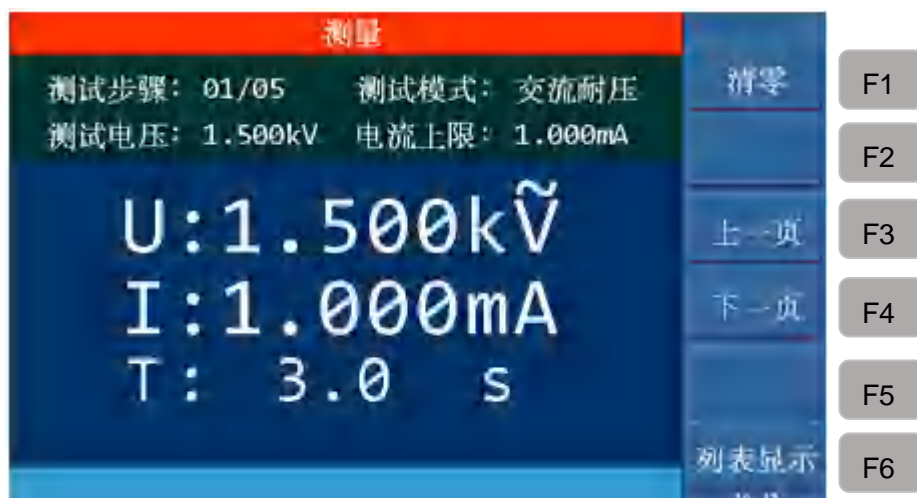 测量
测试步骤: 01/05 测试模式: 交流耐压
测试电压: 1.500kV 电流上限: 1.000mA
U:1.500kṼ
I:1.000mA
T: 3.0 s
清零
上一页
下一页
列表显示
F1
F2
F3
F4
F5
F6